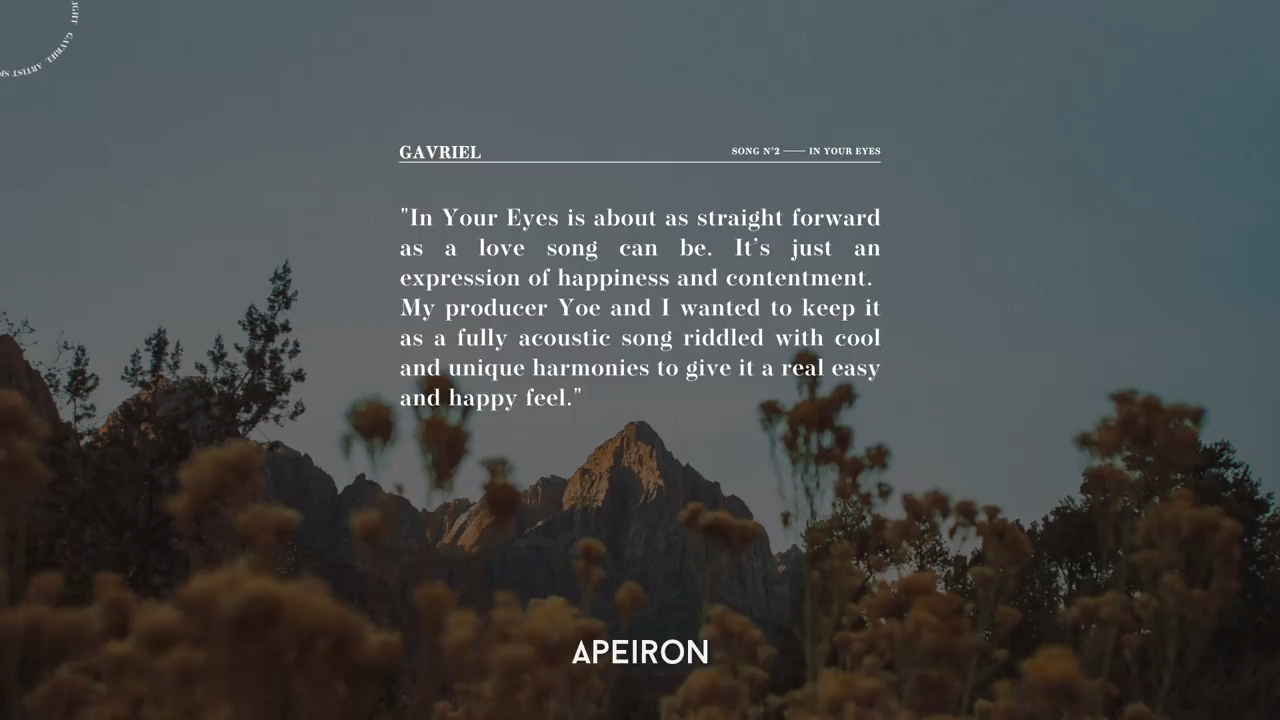 GAVRIEL ARTIST
GAVRIEL
SONG N°2 — IN YOUR EYES
"In Your Eyes is about as straight forward
as a love song can be. It's just an
expression of happiness and contentment.
My producer Yoe and I wanted to keep it
as a fully acoustic song riddled with cool
and unique harmonies to give it a real easy
and happy feel."
APEIRON